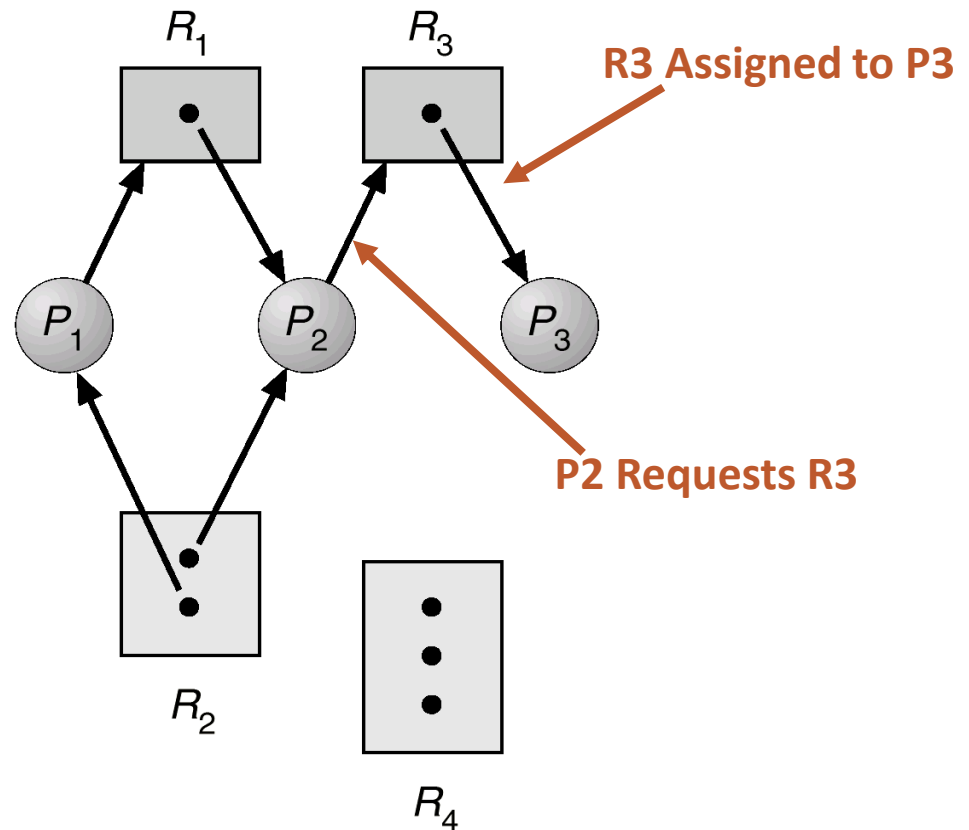 R1
R3
R3 Assigned to P3
P1
P2
P3
P2 Requests R3
R2
R4